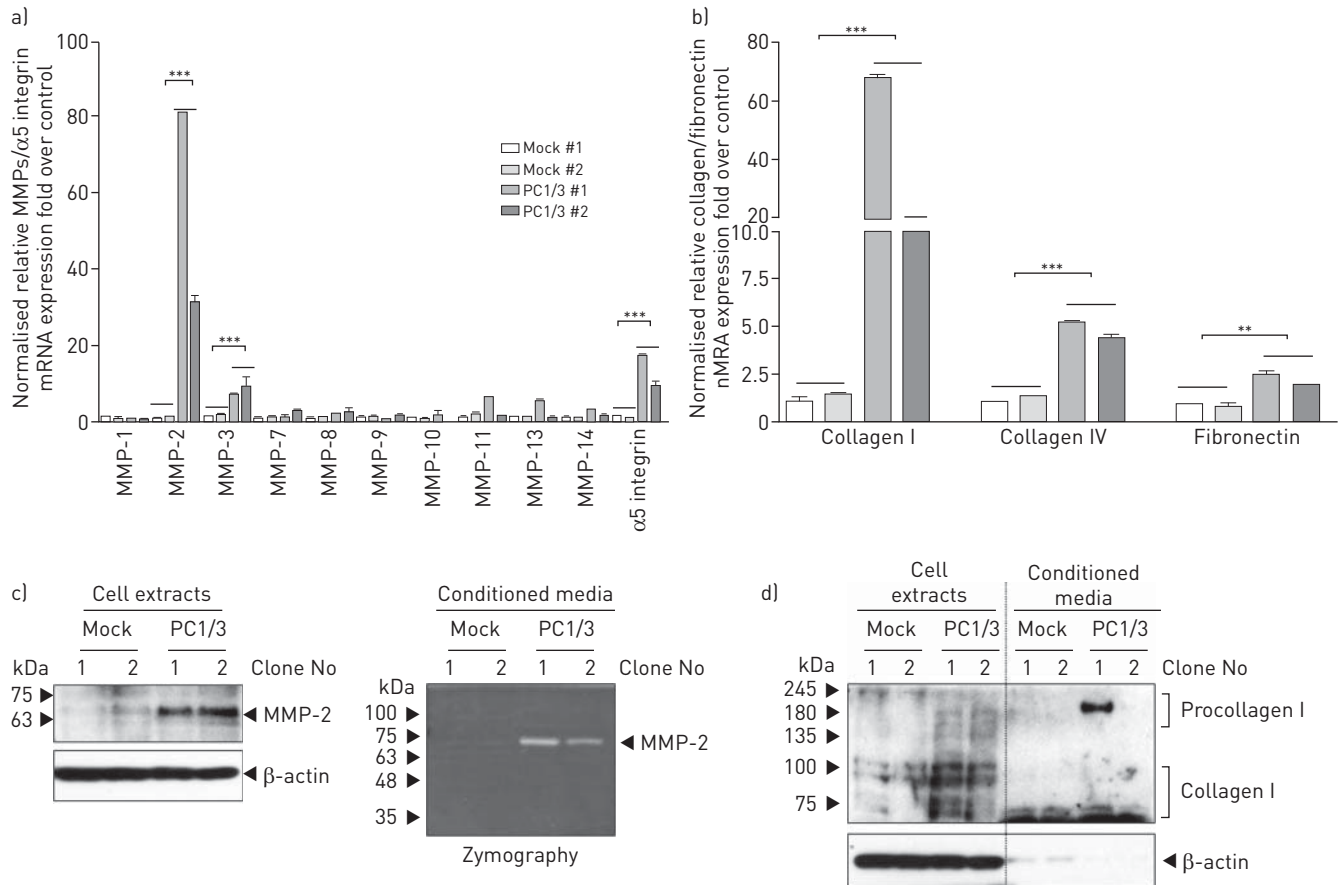 a)
Normalised relative MMPs/α5 integrin
mRNA expression fold over control
100
80
60
40
20
0
***
***
***
Mock #1
Mock #2
PC1/3 #1
PC1/3 #2
MMP-1
MMP-2
MMP-3
MMP-7
MMP-8
MMP-9
MMP-10
MMP-11
MMP-13
MMP-14
α5 integrin
b)
Normalised relative collagen/fibronectin
nMRA expression fold over control
80
60
40
20
10.0
7.5
5.0
2.5
0
***
***
**
Collagen I
Collagen IV
Fibronectin
c)
Cell extracts
Mock
PC1/3
kDa
1
2
1
2
Clone No
75
63
MMP-2
β-actin
Conditioned media
Mock
PC1/3
1
2
1
2
Clone No
kDa
100
75
63
48
35
MMP-2
Zymography
d)
Cell
extracts
Conditioned
media
Mock
PC1/3
Mock
PC1/3
kDa
1
2
1
2
1
2
1
2
Clone No
245
180
135
100
75
Procollagen I
Collagen I
β-actin